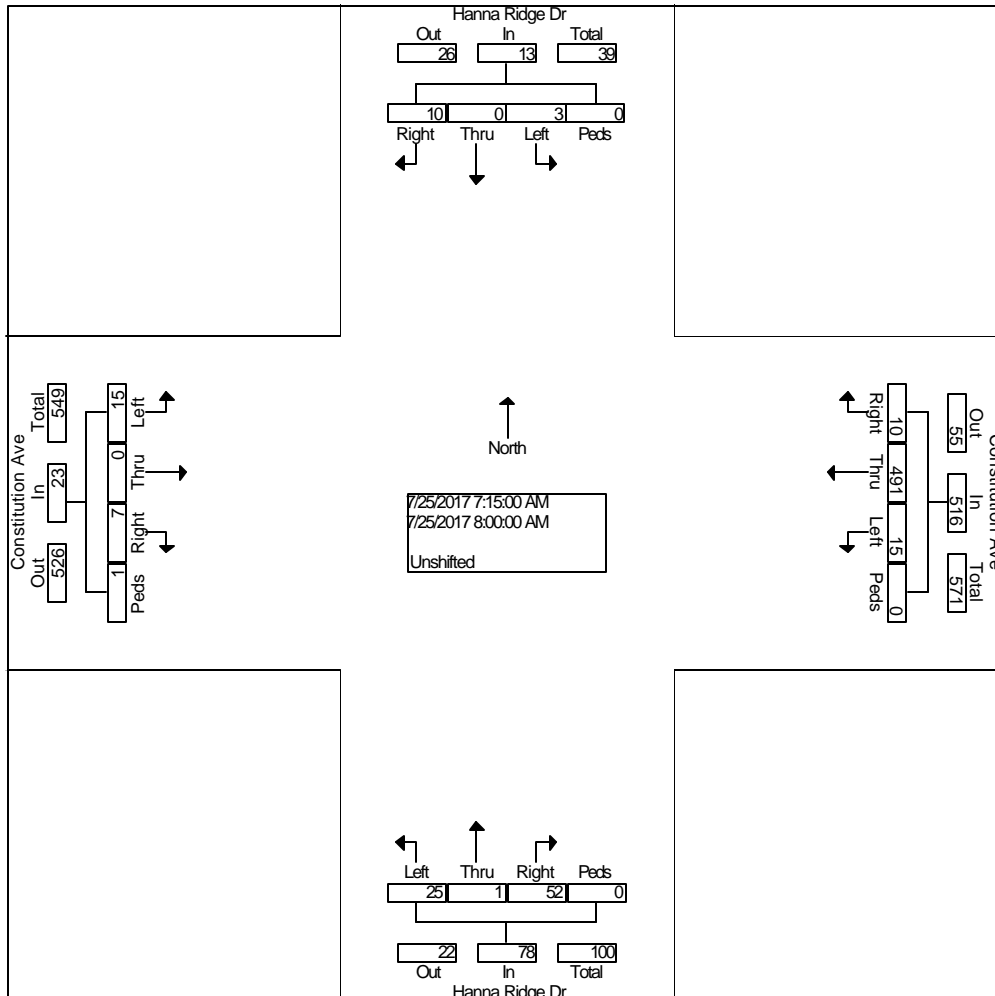 Hanna Ridge Dr
Out In Total
26 13 39
10 0 3 0
Right Thru Left Peds
Constitution Ave
Total In Out
549 23 526
15 0 7 1
Left Thru Right Peds
North
7/25/2017 7:15:00 AM
7/25/2017 8:00:00 AM
Unshifted
Right Thru Left Peds
10 491 15 0
55 516 571
Out In Total
Constitution Ave
Left Thru Right Peds
25 1 52 0
22 78 100
Out In Total
Hanna Ridge Dr